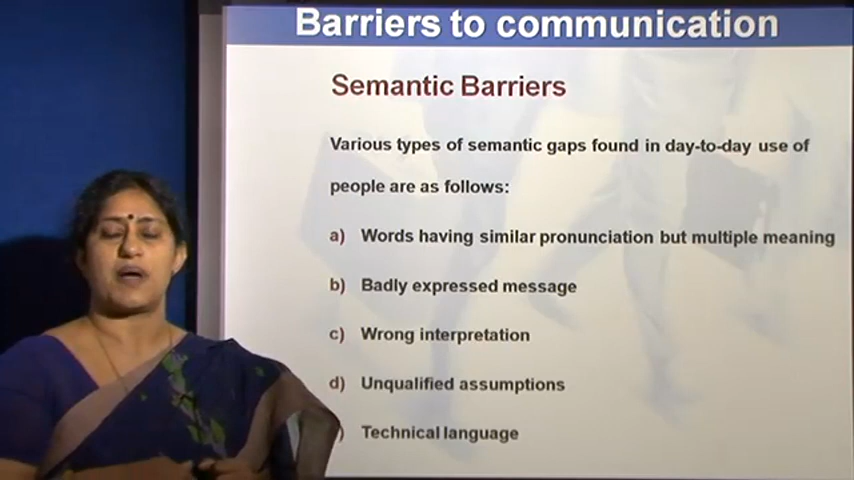 Barriers to communication
Semantic Barriers
Various types of semantic gaps found in day-to-day use of
people are as follows:
a) Words having similar pronunciation but multiple meaning
b) Badly expressed message
c) Wrong interpretation
d) Unqualified assumptions
) Technical language